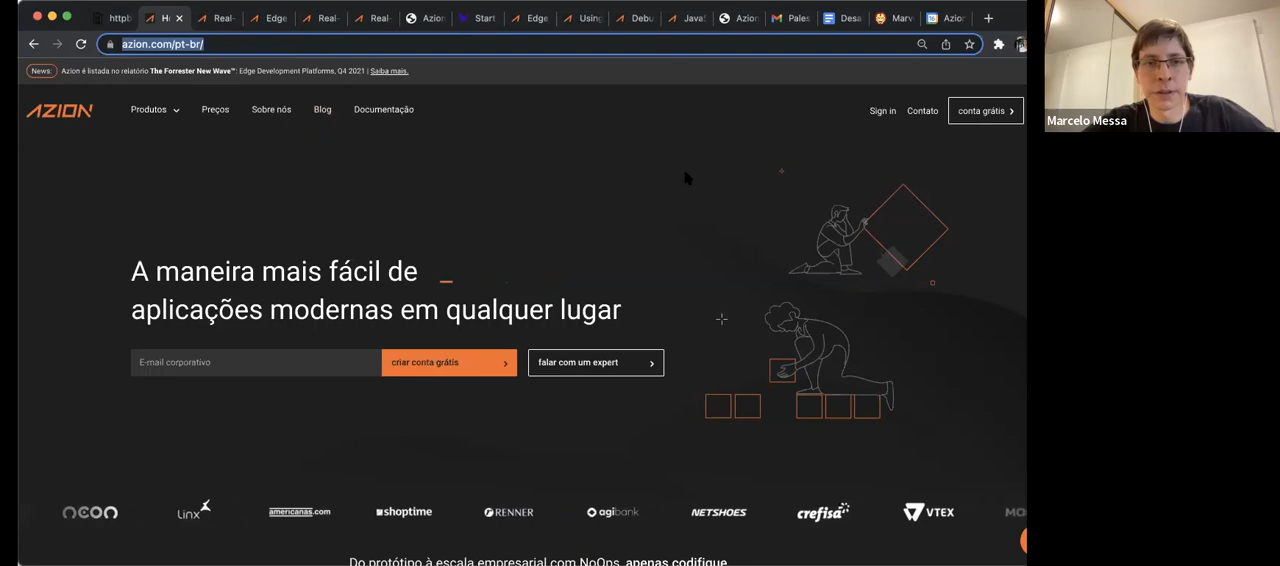 httpb
H
Real-
Edge
Real-
Real-
Azion
Start
Edge
Using
Debu
Java
Azion
Pales
Desa
Marv
Azion
azion.com/pt-br/
News:
Azion é listada no relatório The Forrester New Wave™: Edge Development Platforms, Q4 2021 | Saiba mais.
AZION
Produtos
Preços
Sobre nós
Blog
Documentação
Sign in
Contato
conta grátis
Marcelo Messa
A maneira mais fácil de _
aplicações modernas em qualquer lugar
E-mail corporativo
criar conta grátis
falar com um expert
neon
linx
americanas.com
shoptime
RENNER
agibank
NETSHOES
crefisa
VTEX
MO
Do protótipo à escala empresarial com NoOps, apenas codifique